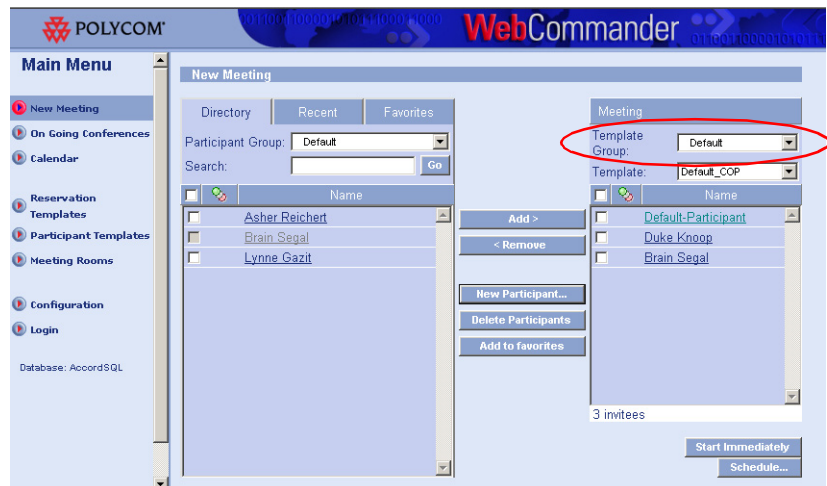 POLYCOM
WebCommander
Main Menu
New Meeting
On Going Conferences
Calendar
Reservation
Templates
Participant Templates
Meeting Rooms
Configuration
Login
Database: AccordSQL
New Meeting
Directory Recent Favorites
Participant Group: Default
Search: Go
Name
Asher Reichert
Brain Segal
Lynne Gazit
Add >
< Remove
New Participant...
Delete Participants
Add to favorites
Meeting
Template
Group: Default
Template: Default_COP
Name
Default-Participant
Duke Knoop
Brain Segal
3 invitees
Start Immediately
Schedule...